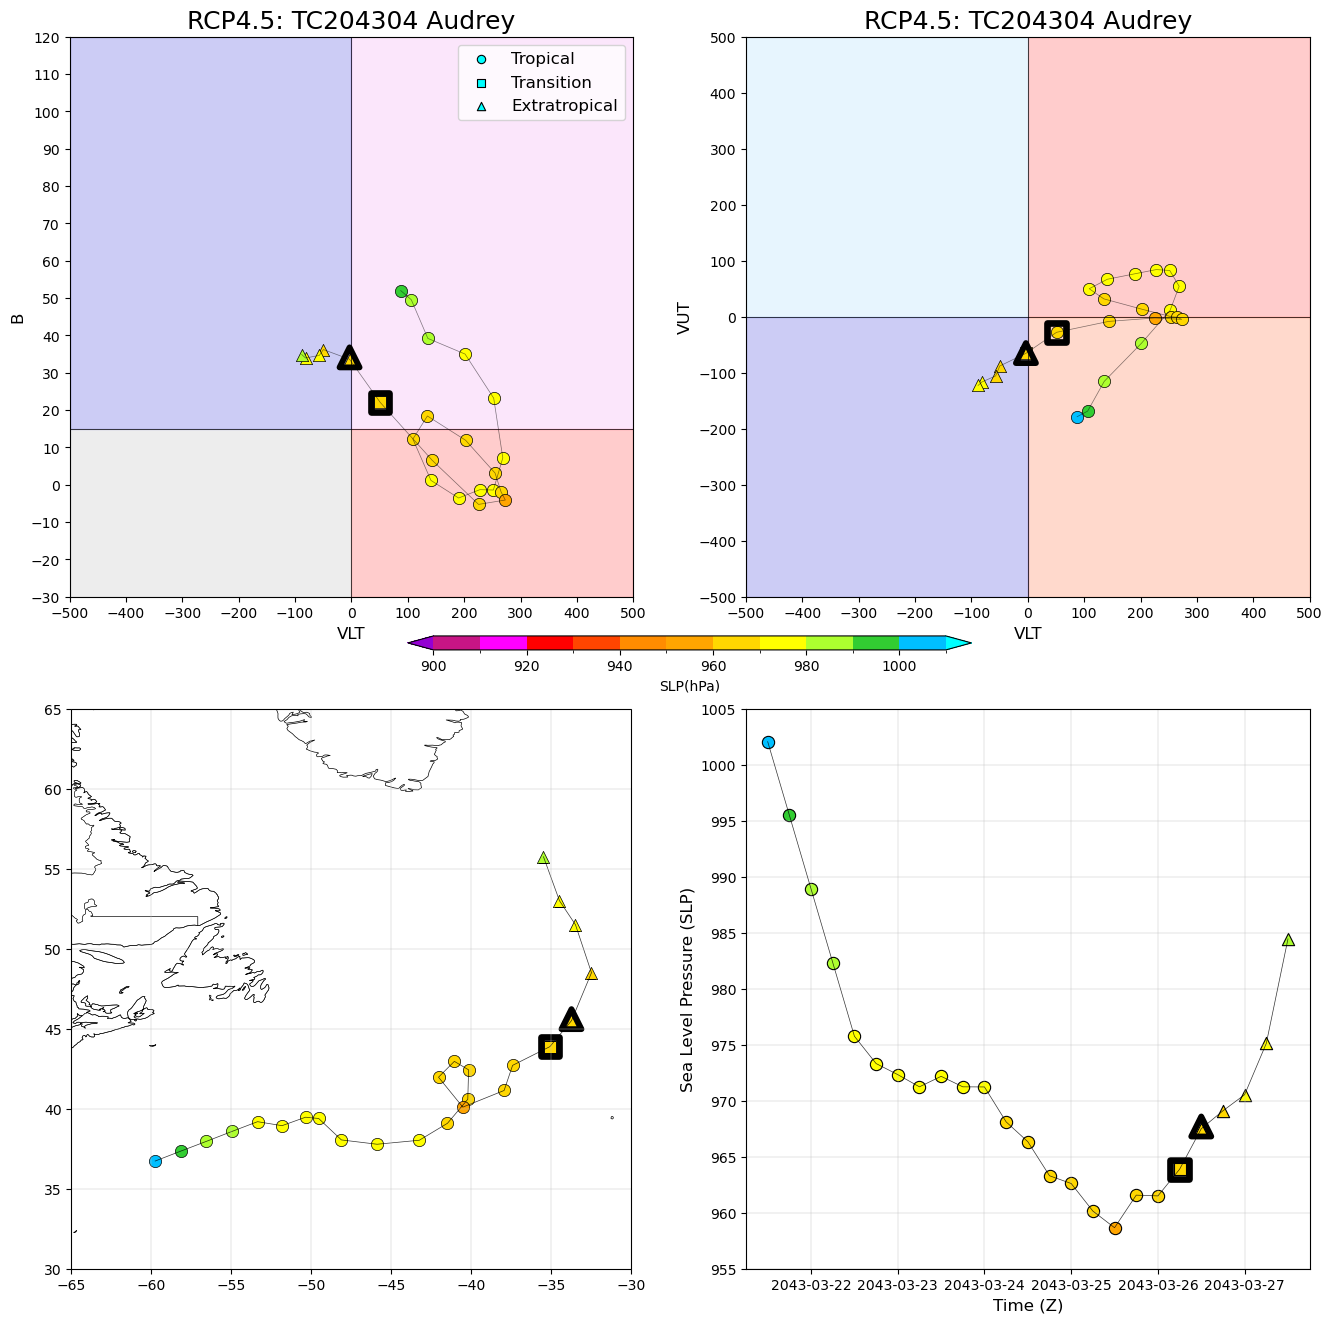 RCP4.5: TC204304 Audrey
120
110
100
90
80
70
60
50
40
30
20
10
0
−10
−20
−30
B
Tropical
Transition
Extratropical
−500 −400 −300 −200 −100 0 100 200 300 400 500
VLT
RCP4.5: TC204304 Audrey
500
400
300
200
100
0
−100
−200
−300
−400
−500
VUT
−500 −400 −300 −200 −100 0 100 200 300 400 500
VLT
900 920 940 960 980 1000
SLP(hPa)
65
60
55
50
45
40
35
30
−65 −60 −55 −50 −45 −40 −35 −30
1005
1000
995
990
985
980
975
970
965
960
955
Sea Level Pressure (SLP)
2043-03-22 2043-03-23 2043-03-24 2043-03-25 2043-03-26 2043-03-27
Time (Z)